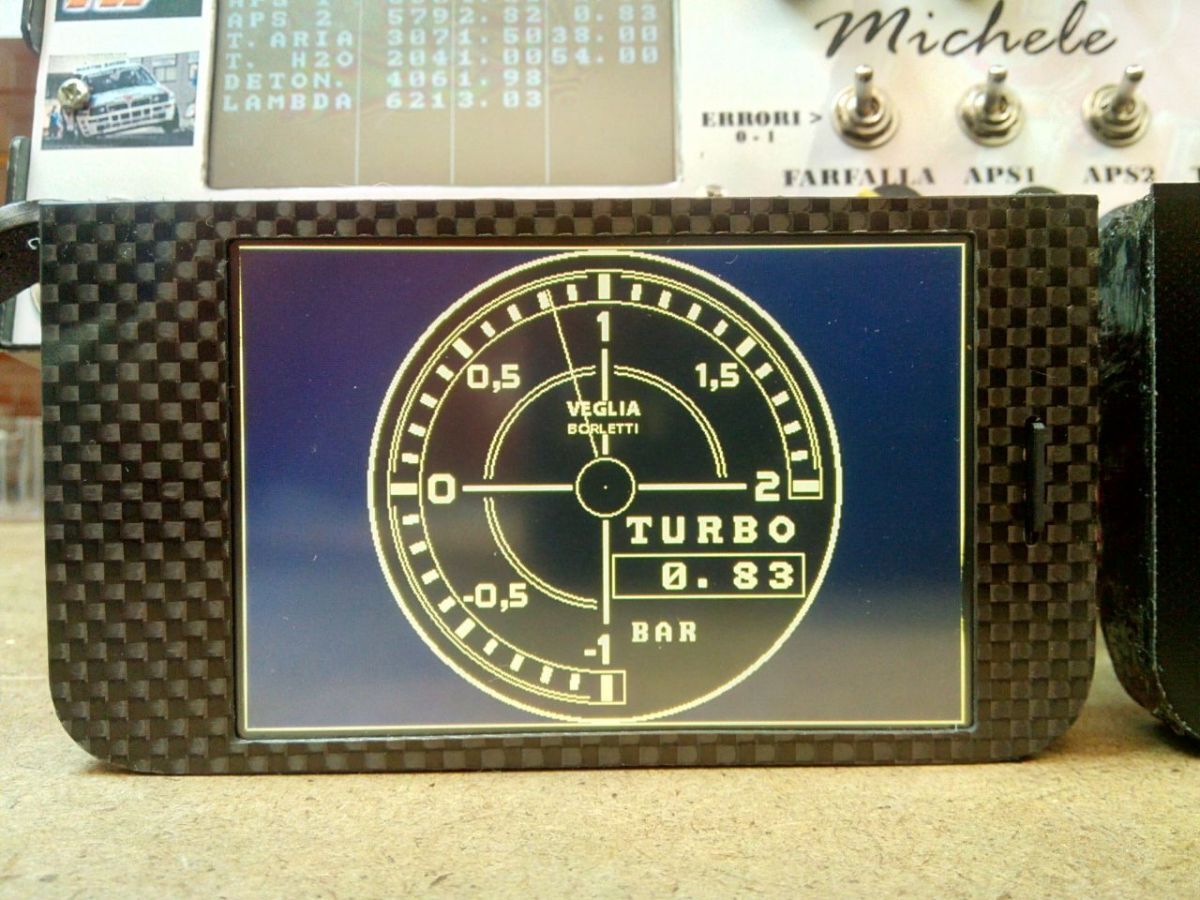 APS 2 5792.82 0.83
T.ARIA 3071.50 38.00
T. H2O 2041.00 54.00
DETON. 4061.98
LAMBDA 6213.03
Michele
ERRORI >
0 - 1
FARFALLA APS1 APS2
1
0,5 1,5
VEGLIA
BORLETTI
0 2
TURBO
0.83
-0,5
BAR
-1